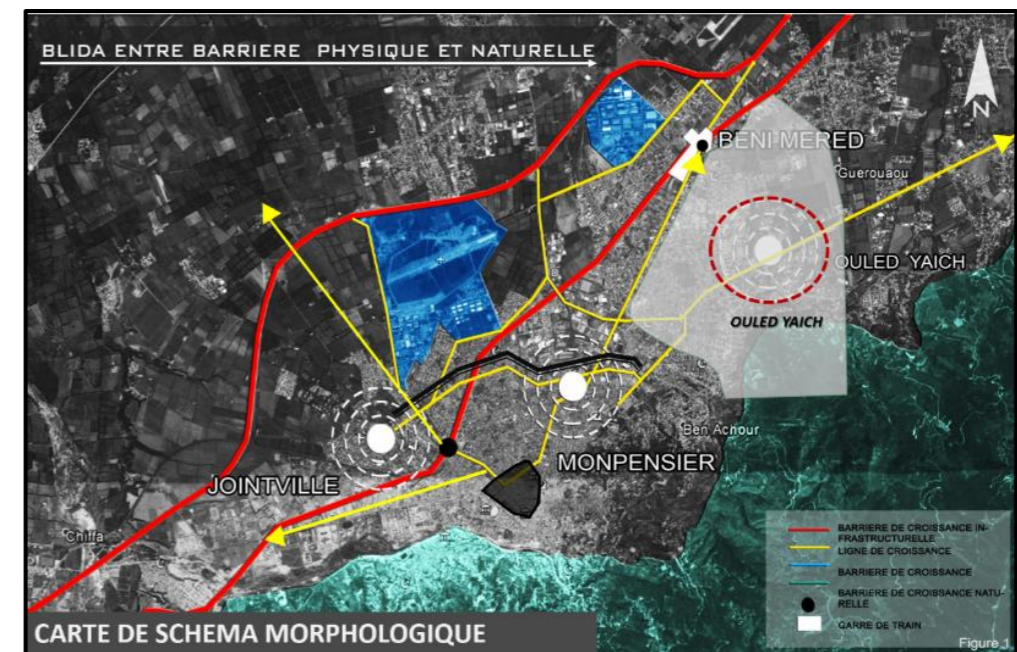 BLIDA ENTRE BARRIERE PHYSIQUE ET NATURELLE
N
BENI MERED
Guerouaou
OULED YAICH
OULED YAICH
Ben Achour
MONPENSIER
JOINTVILLE
Chiffa
BARRIERE DE CROISSANCE IN-
FRASTRUCTURELLE
LIGNE DE CROISSANCE
BARRIERE DE CROISSANCE
BARRIERE DE CROISSANCE NATU-
RELLE
GARRE DE TRAIN
CARTE DE SCHEMA MORPHOLOGIQUE
Figure 1